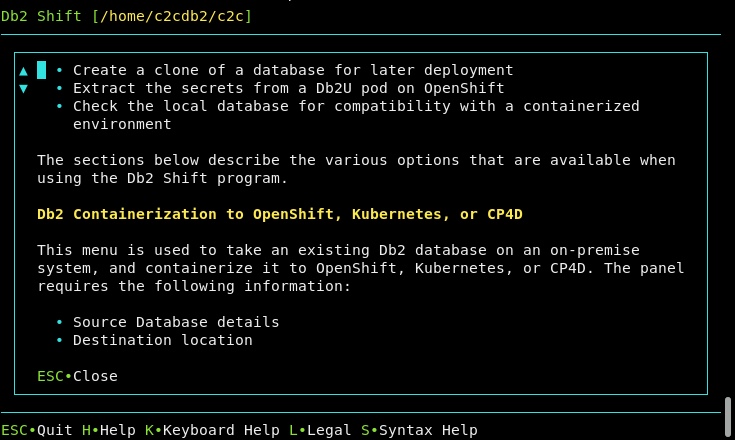 Db2 Shift [/home/c2cdb2/c2c]
▲ • Create a clone of a database for later deployment
▼ • Extract the secrets from a Db2U pod on OpenShift
• Check the local database for compatibility with a containerized
environment
The sections below describe the various options that are available when
using the Db2 Shift program.
Db2 Containerization to OpenShift, Kubernetes, or CP4D
This menu is used to take an existing Db2 database on an on-premise
system, and containerize it to OpenShift, Kubernetes, or CP4D. The panel
requires the following information:
• Source Database details
• Destination location
ESC•Close
ESC•Quit H•Help K•Keyboard Help L•Legal S•Syntax Help